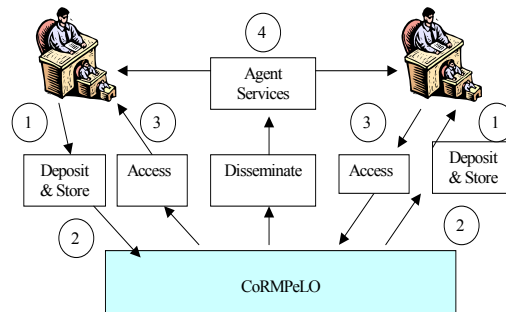 4
Agent
Services
1
3
3
1
Deposit
& Store
Access
Disseminate
Access
Deposit
& Store
2
2
CoRMPeLO